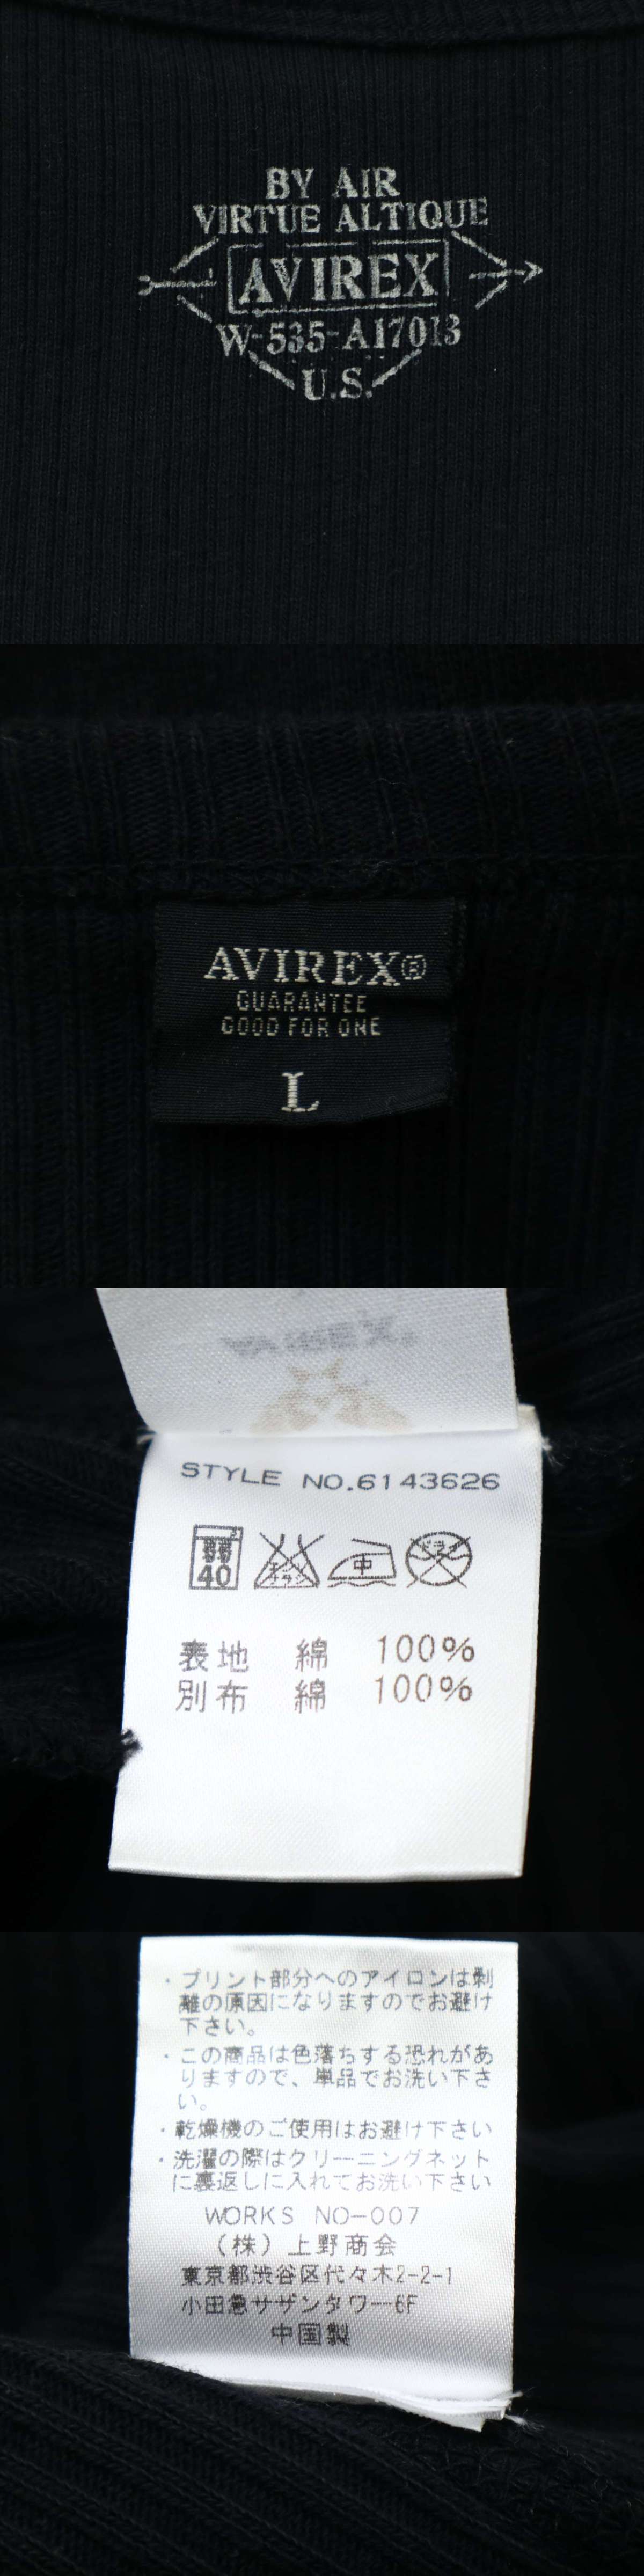 BY AIR
VIRTUE ALTIQUE
AVIREX
W-535-A17013
U.S.
AVIREX®
GUARANTEE
GOOD FOR ONE
L
STYLE NO.6143626
40
中
表地 綿 100%
別布 綿 100%
・プリント部分へのアイロンは剥
離の原因になりますのでお避け
下さい。
・この商品は色落ちする恐れがあ
りますので、単品でお洗い下さ
い。
・乾燥機のご使用はお避け下さい
・洗濯の際はクリーニングネット
に裏返しに入れてお洗い下さい
WORKS NO-007
(株)上野商会
東京都渋谷区代々木2-2-1
小田急サザンタワー6F
中国製